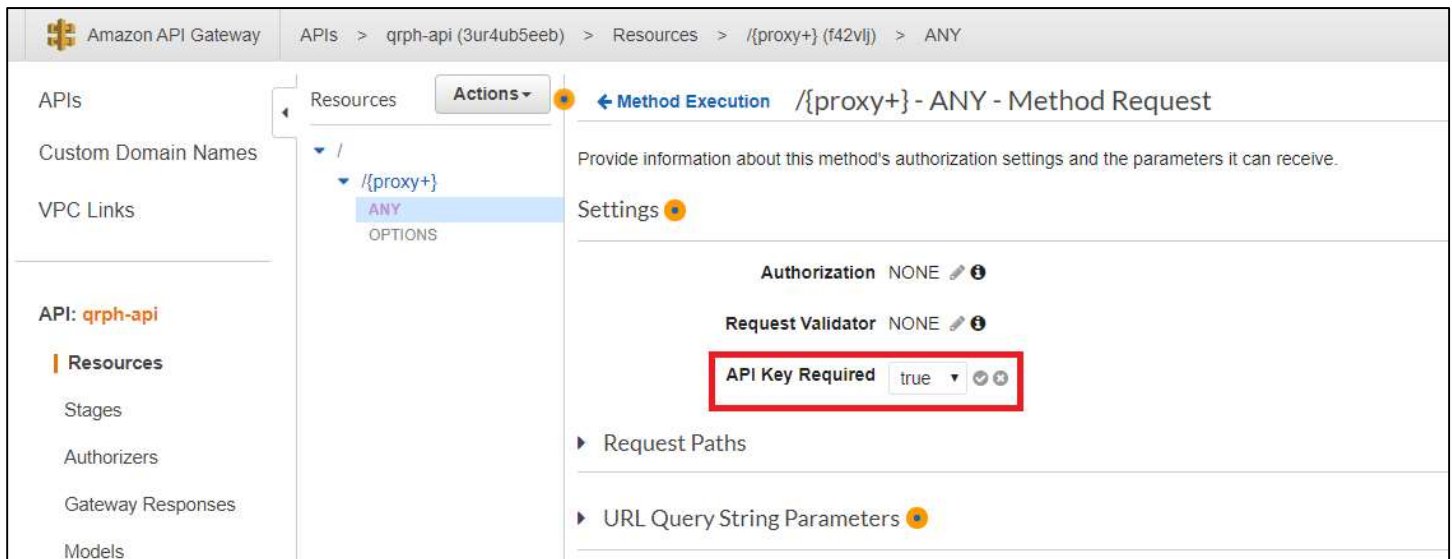 Amazon API Gateway APIs > qrph-api (3ur4ub5eeb) > Resources > /{proxy+} (f42vlj) > ANY
APIs
Custom Domain Names
VPC Links
API: qrph-api
Resources
Stages
Authorizers
Gateway Responses
Models
Resources Actions
/
/{proxy+}
ANY
OPTIONS
Method Execution /{proxy+} - ANY - Method Request
Provide information about this method's authorization settings and the parameters it can receive.
Settings
Authorization NONE
Request Validator NONE
API Key Required true
Request Paths
URL Query String Parameters